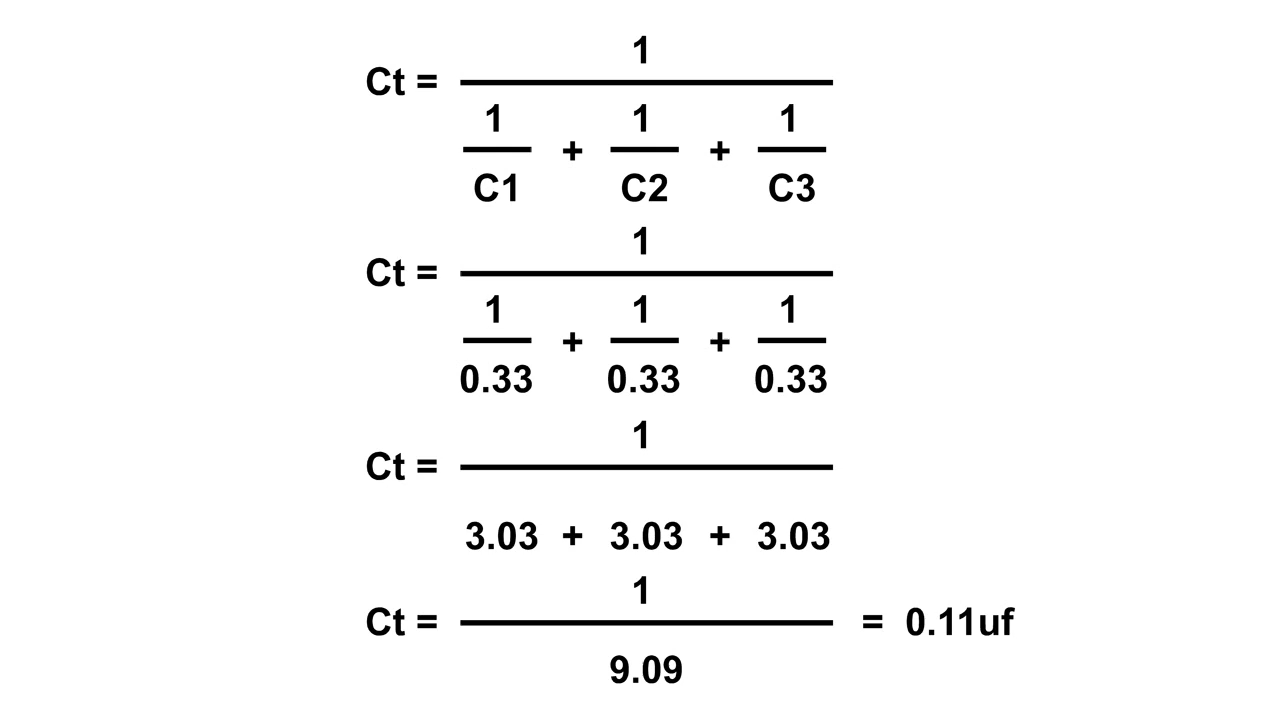 1
Ct =
1 1 1
+ +
C1 C2 C3
1
Ct =
1 1 1
+ +
0.33 0.33 0.33
1
Ct =
3.03 + 3.03 + 3.03
1
Ct = = 0.11uf
9.09